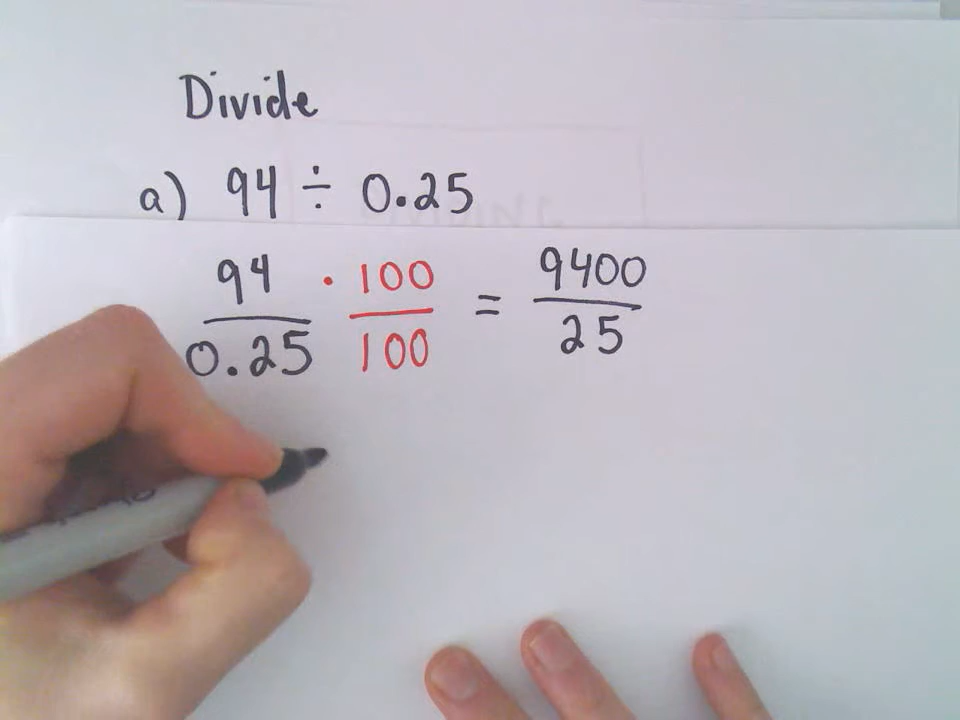 Divide
a) 94 ÷ 0.25
94 · 100 = 9400
0.25 100 25